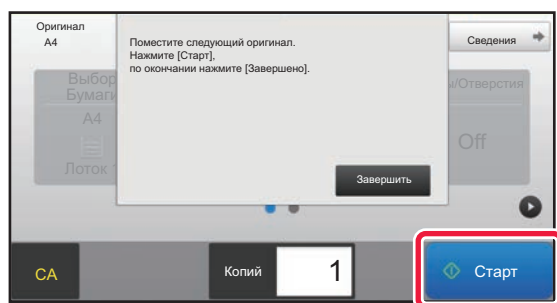 Оригинал
A4
Поместите следующий оригинал.
Нажмите [Старт],
по окончании нажмите [Завершено].
Сведения
Выбор
Бумаги
A4
Лоток
ы/Отверстия
Off
Завершить
CA
Копий
1
Старт